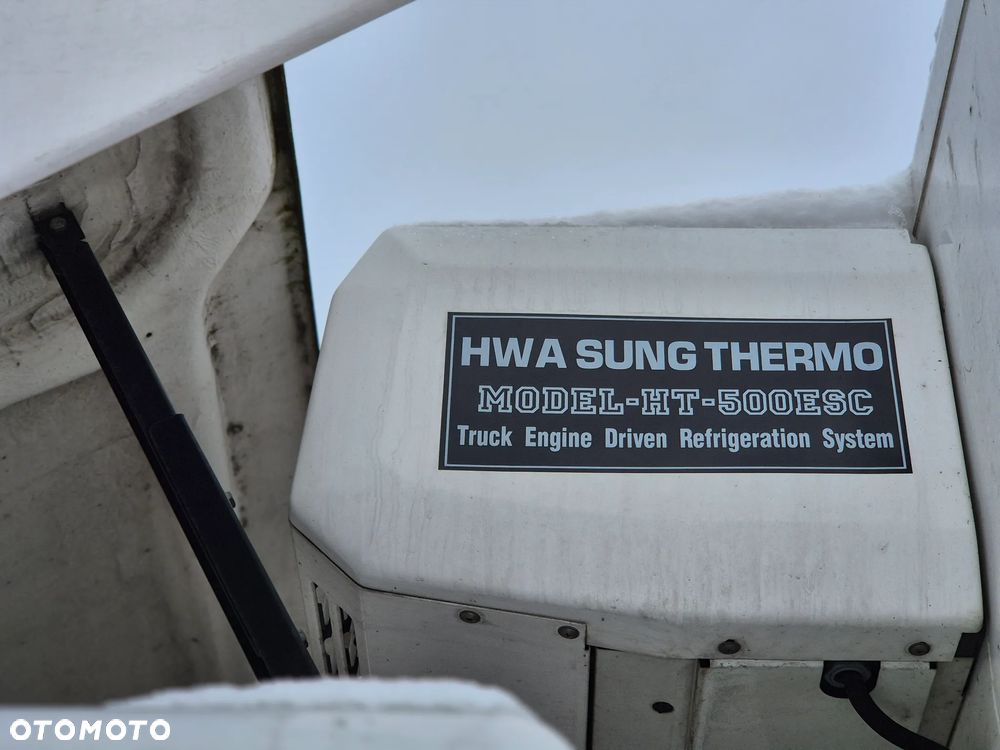 HWA SUNG THERMO
MODEL-HT-500ESC
Truck Engine Driven Refrigeration System
OTOMOTO